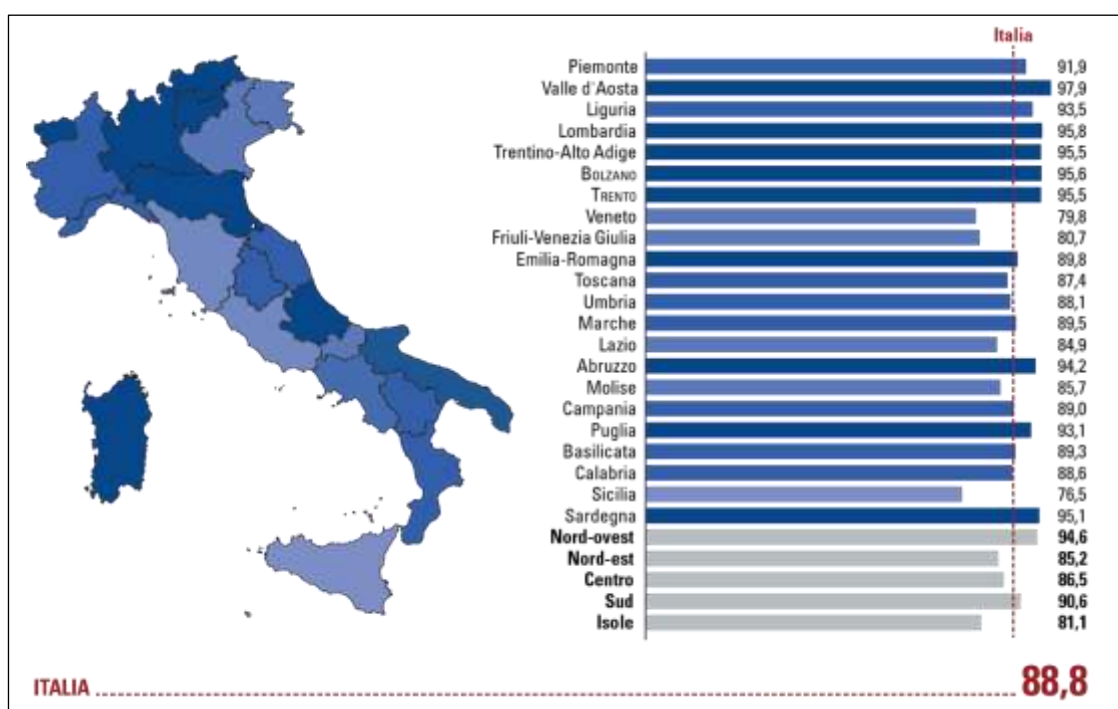 Italia
Piemonte 91,9
Valle d'Aosta 97,9
Liguria 93,5
Lombardia 95,8
Trentino-Alto Adige 95,5
BOLZANO 95,6
TRENTO 95,5
Veneto 79,8
Friuli-Venezia Giulia 80,7
Emilia-Romagna 89,8
Toscana 87,4
Umbria 88,1
Marche 89,5
Lazio 84,9
Abruzzo 94,2
Molise 85,7
Campania 89,0
Puglia 93,1
Basilicata 89,3
Calabria 88,6
Sicilia 76,5
Sardegna 95,1
Nord-ovest 94,6
Nord-est 85,2
Centro 86,5
Sud 90,6
Isole 81,1
ITALIA 88,8